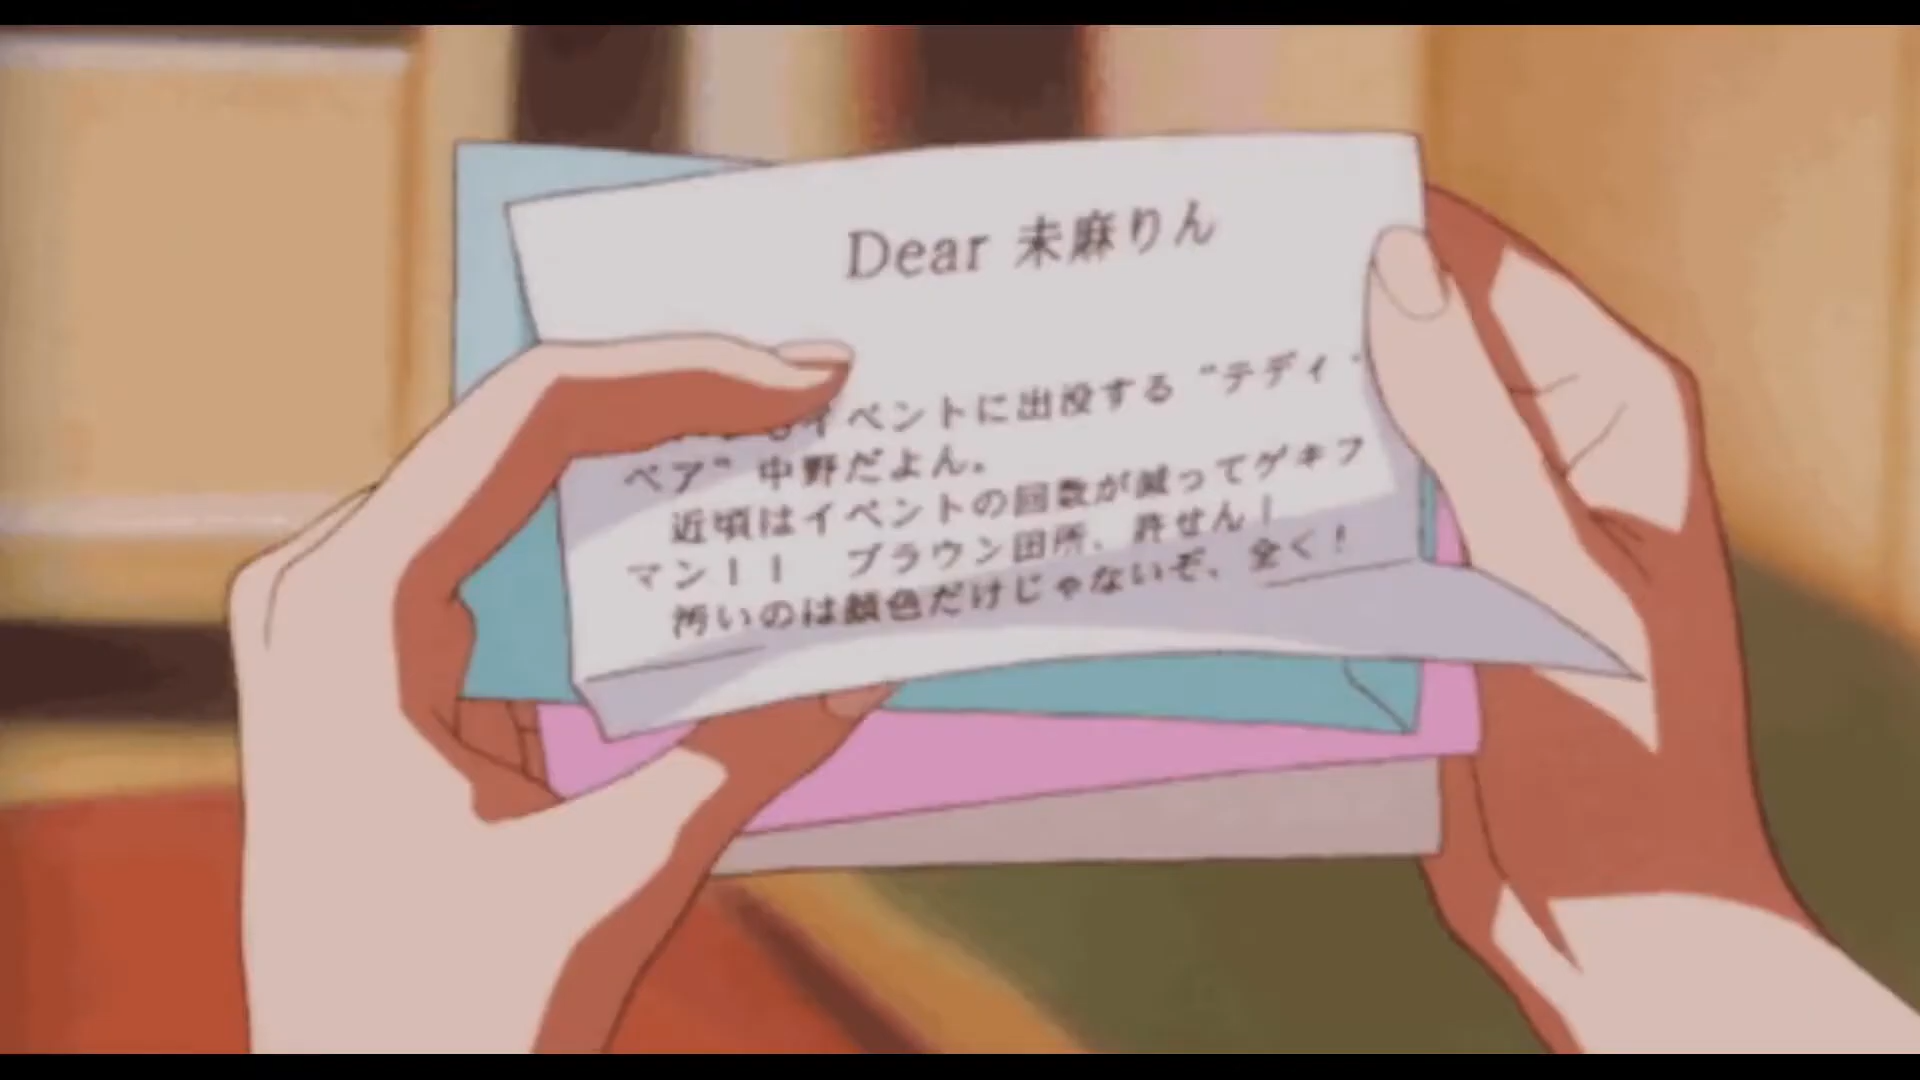 Dear 未麻りん
イベントに出没する “テディ・
ベア” 中野だよん。
近頃はイベントの回数が減ってゲキフ
マン！！ ブラウン田所、許せん！
汚いのは顔色だけじゃないぞ、全く！